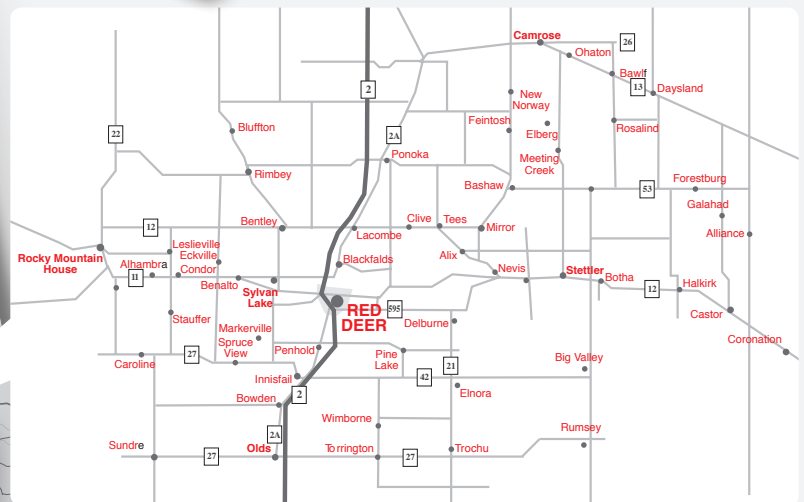 Camrose
26
Ohaton
Bawlf
13
Daysland
2
New
Norway
22
Bluffton
2A
Feintosh
Elberg
Rosalind
Ponoka
Meeting
Creek
Rimbey
Bashaw
53
Forestburg
Galahad
12
Bentley
Lacombe
Clive
Tees
Mirror
Alliance
Rocky Mountain
House
Leslieville
Eckville
Alhambra
Condor
11
Benalto
Blackfalds
Alix
Nevis
Stettler
Botha
12
Halkirk
Sylvan
Lake
RED
DEER
595
Delburne
Castor
Stauffer
Markerville
Spruce
View
Penhold
Coronation
27
Caroline
Pine
Lake
21
Big Valley
Innisfail
42
Elnora
2
Bowden
Wimborne
Rumsey
2A
Sundre
27
Olds
Torrington
27
Trochu